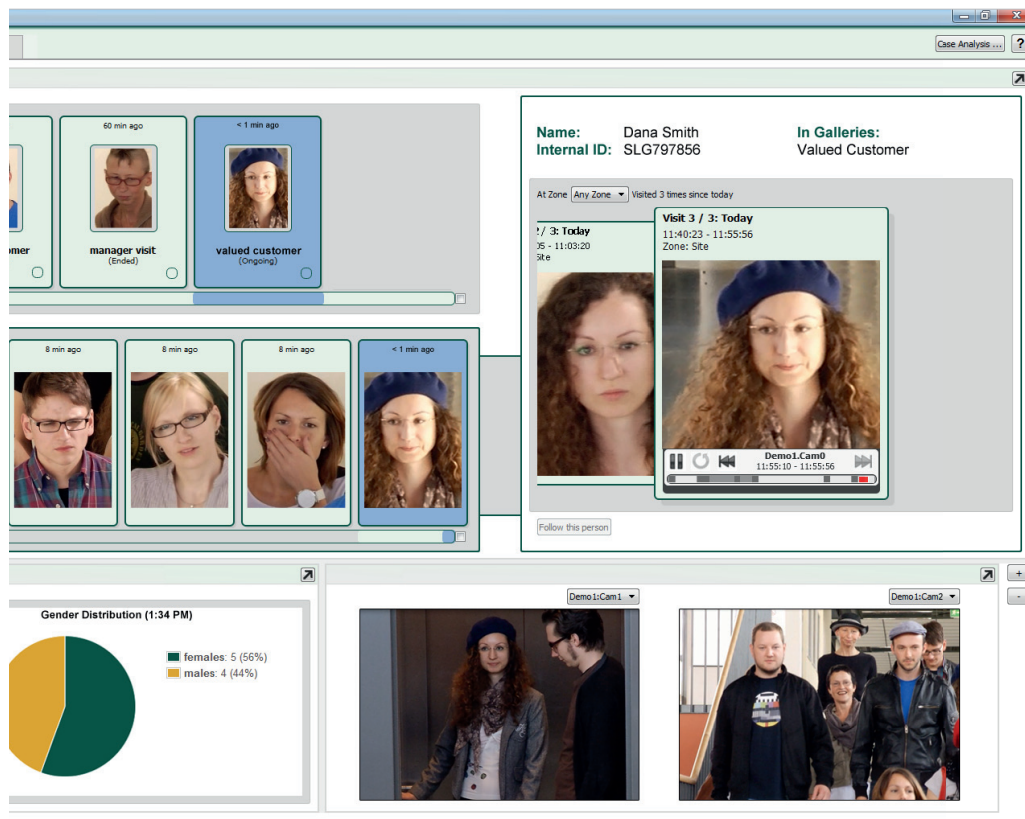 Case Analysis ...
?
60 min ago
< 1 min ago
manager visit
(Ended)
valued customer
(Ongoing)
Name: Dana Smith
Internal ID: SLG797856
In Galleries:
Valued Customer
At Zone Any Zone Visited 3 times since today
/ 3: Today
05 - 11:03:20
Site
Visit 3 / 3: Today
11:40:23 - 11:55:56
Zone: Site
Demo1.Cam0
11:55:10 - 11:55:56
Follow this person
8 min ago
8 min ago
8 min ago
< 1 min ago
Gender Distribution (1:34 PM)
females: 5 (56%)
males: 4 (44%)
Demo1:Cam1
Demo1:Cam2
+
-